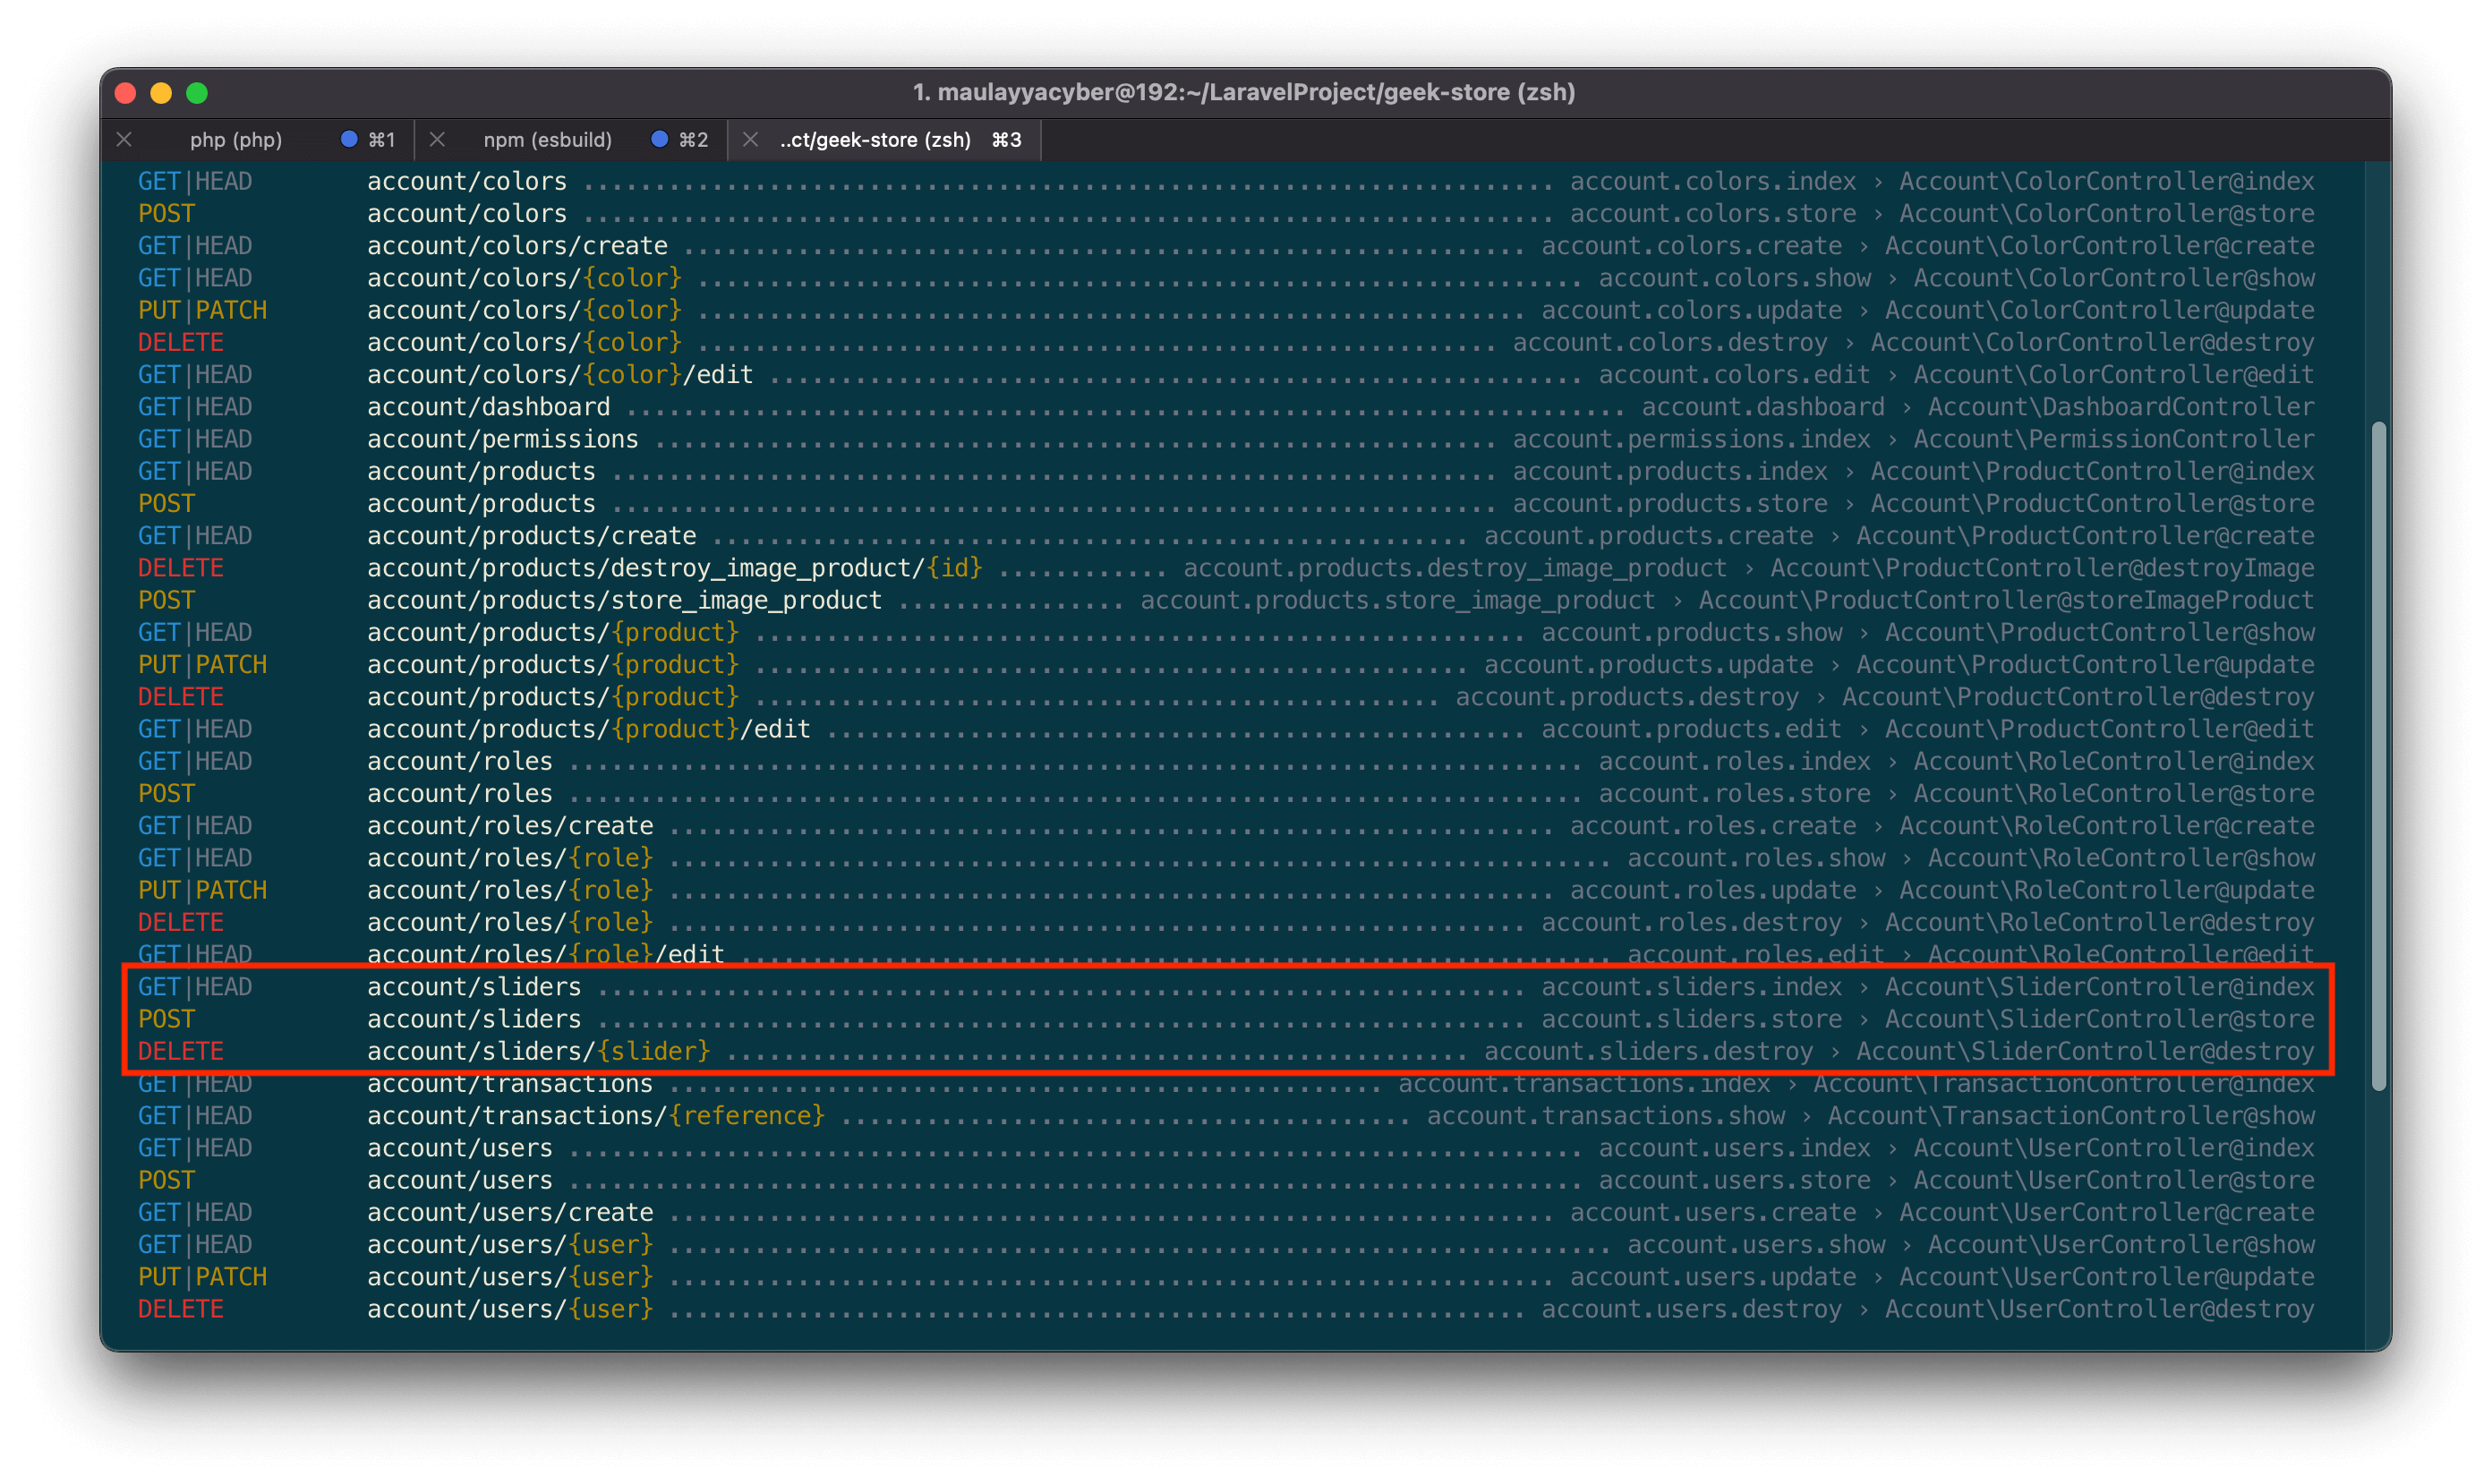 1. maulayyacyber@192:~/LaravelProject/geek-store (zsh)
php (php) ⌘1 npm (esbuild) ⌘2 ..ct/geek-store (zsh) ⌘3
GET|HEAD account/colors ........ account.colors.index › Account\ColorController@index
POST account/colors ........ account.colors.store › Account\ColorController@store
GET|HEAD account/colors/create ........ account.colors.create › Account\ColorController@create
GET|HEAD account/colors/{color} ........ account.colors.show › Account\ColorController@show
PUT|PATCH account/colors/{color} ........ account.colors.update › Account\ColorController@update
DELETE account/colors/{color} ........ account.colors.destroy › Account\ColorController@destroy
GET|HEAD account/colors/{color}/edit ........ account.colors.edit › Account\ColorController@edit
GET|HEAD account/dashboard ........ account.dashboard › Account\DashboardController
GET|HEAD account/permissions ........ account.permissions.index › Account\PermissionController
GET|HEAD account/products ........ account.products.index › Account\ProductController@index
POST account/products ........ account.products.store › Account\ProductController@store
GET|HEAD account/products/create ........ account.products.create › Account\ProductController@create
DELETE account/products/destroy_image_product/{id} ........ account.products.destroy_image_product › Account\ProductController@destroyImage
POST account/products/store_image_product ........ account.products.store_image_product › Account\ProductController@storeImageProduct
GET|HEAD account/products/{product} ........ account.products.show › Account\ProductController@show
PUT|PATCH account/products/{product} ........ account.products.update › Account\ProductController@update
DELETE account/products/{product} ........ account.products.destroy › Account\ProductController@destroy
GET|HEAD account/products/{product}/edit ........ account.products.edit › Account\ProductController@edit
GET|HEAD account/roles ........ account.roles.index › Account\RoleController@index
POST account/roles ........ account.roles.store › Account\RoleController@store
GET|HEAD account/roles/create ........ account.roles.create › Account\RoleController@create
GET|HEAD account/roles/{role} ........ account.roles.show › Account\RoleController@show
PUT|PATCH account/roles/{role} ........ account.roles.update › Account\RoleController@update
DELETE account/roles/{role} ........ account.roles.destroy › Account\RoleController@destroy
GET|HEAD account/roles/{role}/edit ........ account.roles.edit › Account\RoleController@edit
GET|HEAD account/sliders ........ account.sliders.index › Account\SliderController@index
POST account/sliders ........ account.sliders.store › Account\SliderController@store
DELETE account/sliders/{slider} ........ account.sliders.destroy › Account\SliderController@destroy
GET|HEAD account/transactions ........ account.transactions.index › Account\TransactionController@index
GET|HEAD account/transactions/{reference} ........ account.transactions.show › Account\TransactionController@show
GET|HEAD account/users ........ account.users.index › Account\UserController@index
POST account/users ........ account.users.store › Account\UserController@store
GET|HEAD account/users/create ........ account.users.create › Account\UserController@create
GET|HEAD account/users/{user} ........ account.users.show › Account\UserController@show
PUT|PATCH account/users/{user} ........ account.users.update › Account\UserController@update
DELETE account/users/{user} ........ account.users.destroy › Account\UserController@destroy